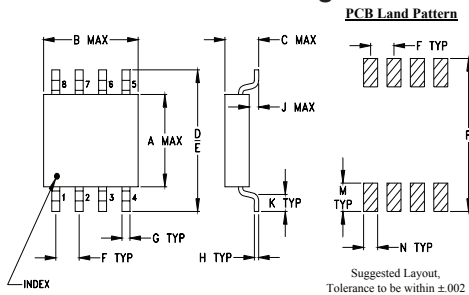 PCB Land Pattern
B MAX
C MAX
F TYP
8 7 6 5
J MAX
A MAX
D
E
K TYP
M
TYP
1 2 3 4
G TYP
F TYP
H TYP
N TYP
INDEX
Suggested Layout,
Tolerance to be within ±.002